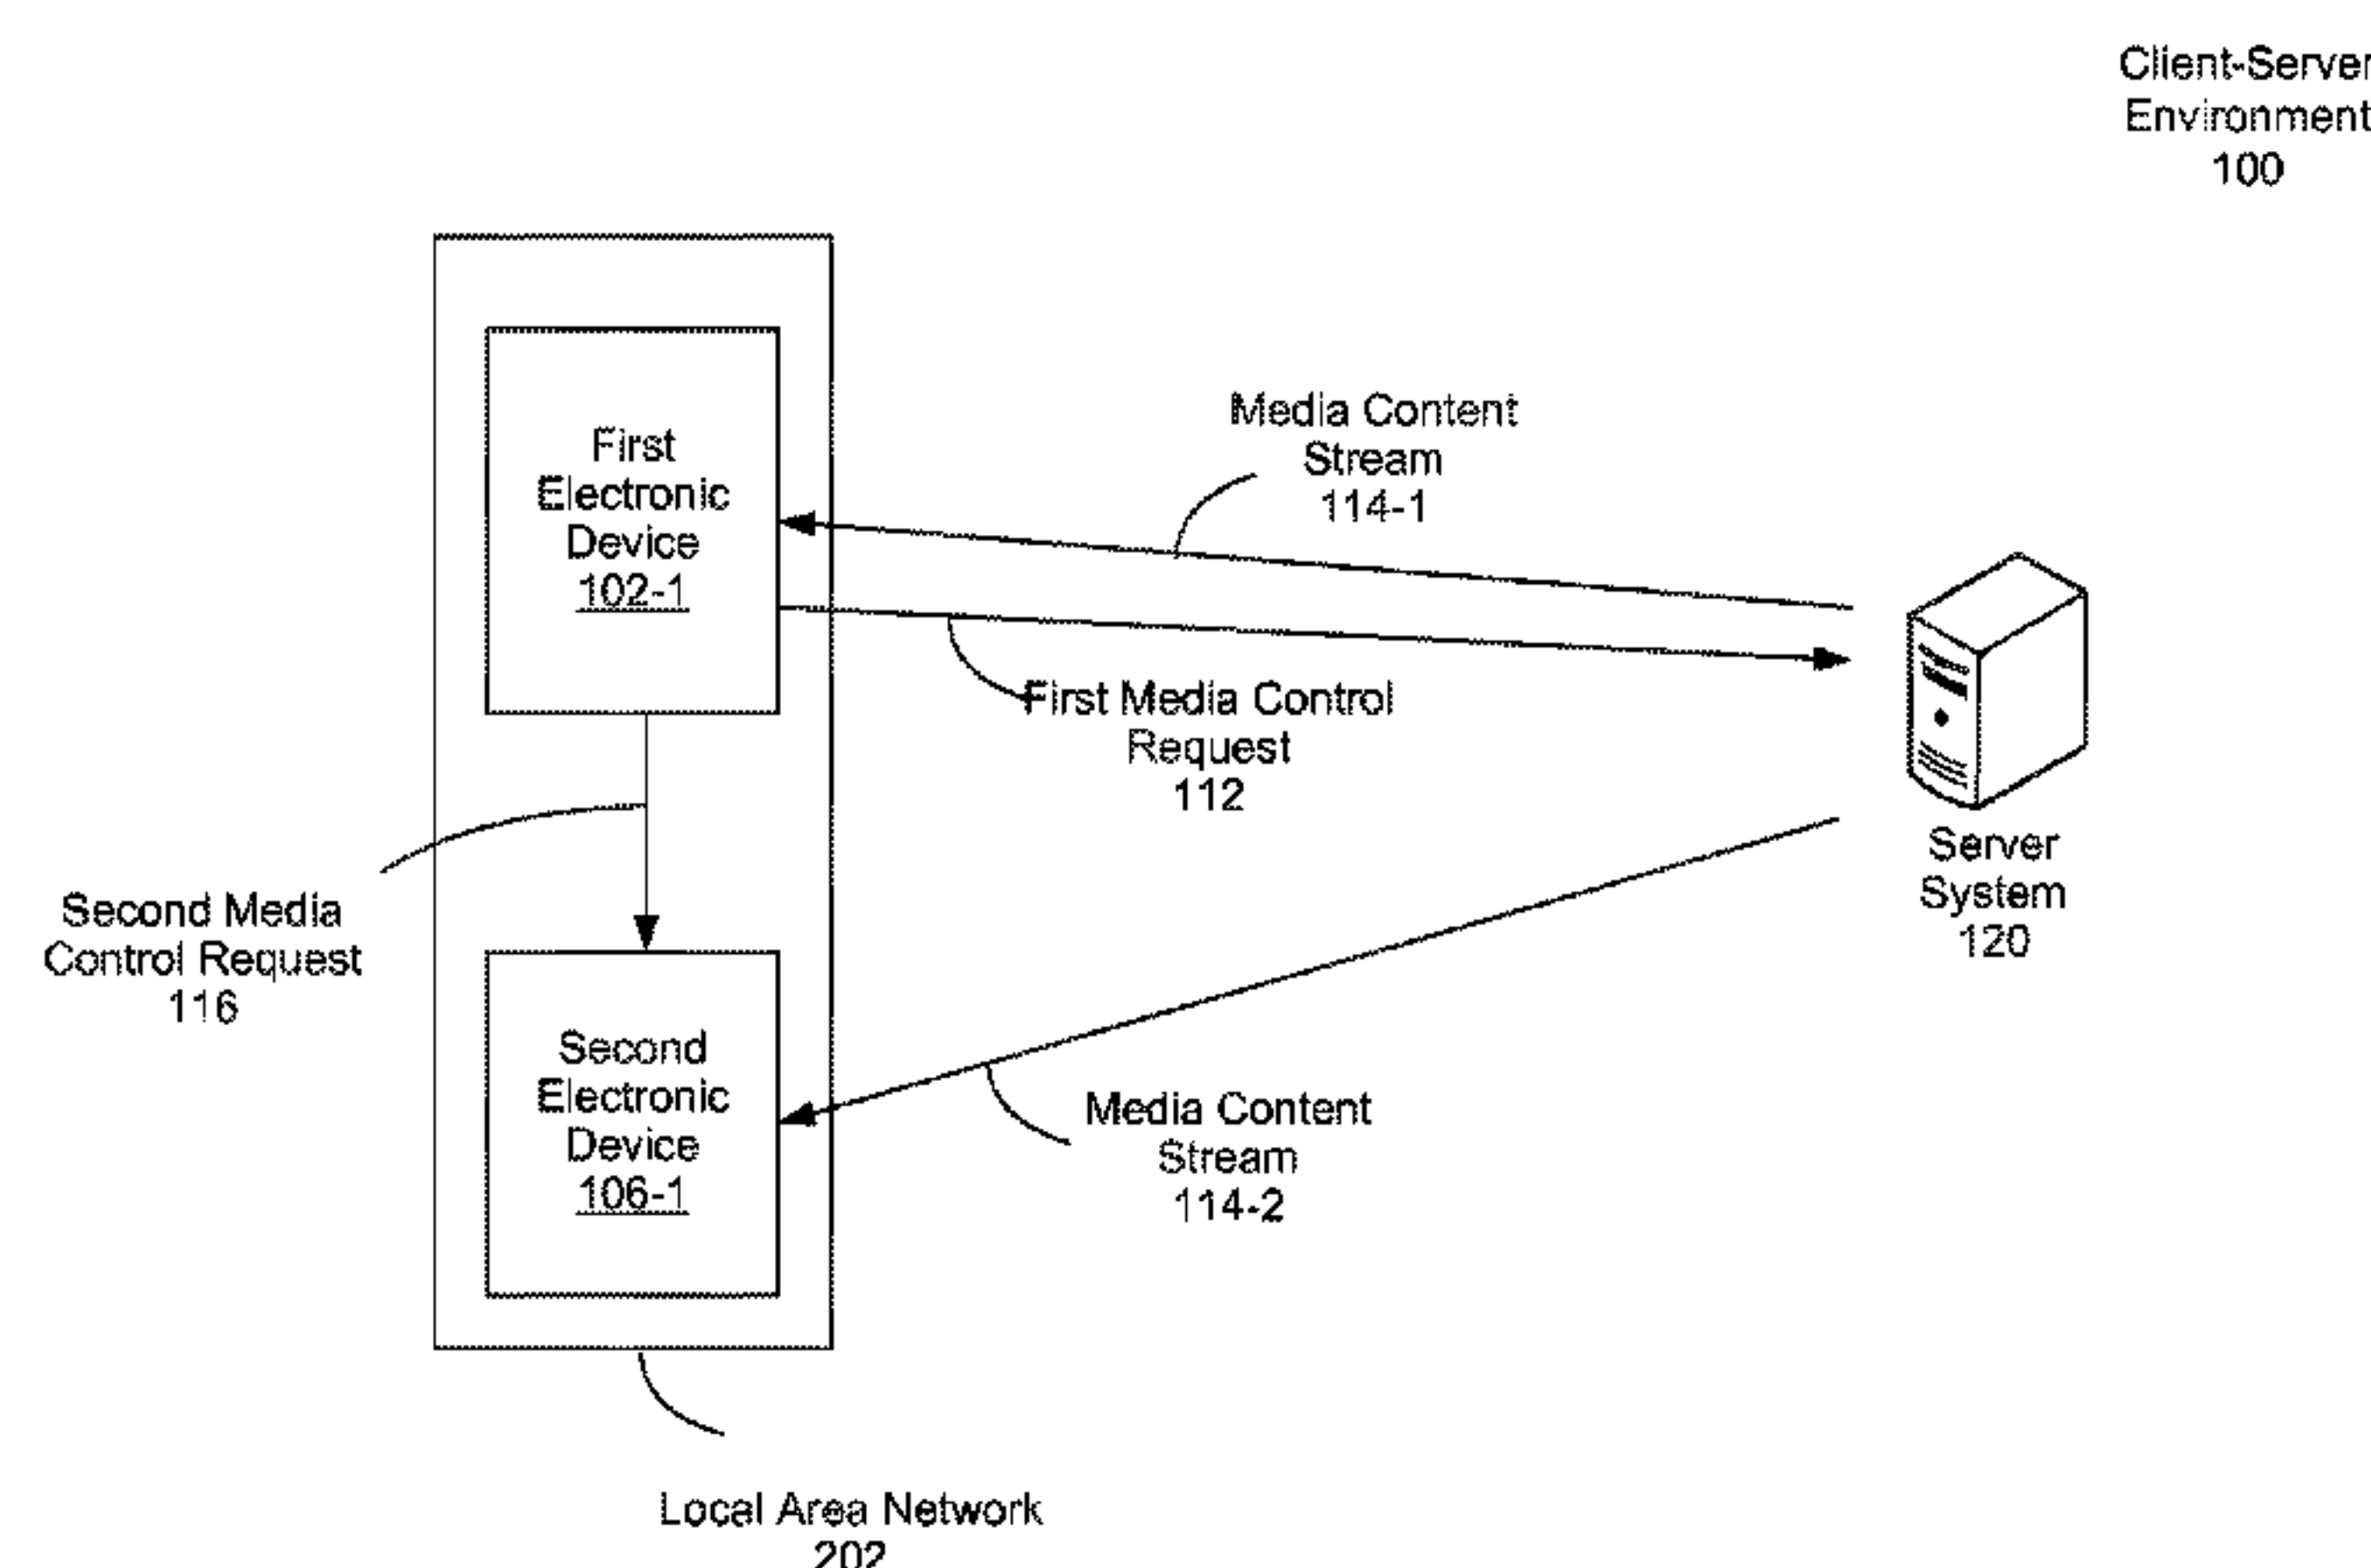 Client-Server
Environment
100
First
Electronic
Device
102-1
Media Content
Stream
114-1
First Media Control
Request
112
Server
System
120
Second Media
Control Request
116
Second
Electronic
Device
106-1
Media Content
Stream
114-2
Local Area Network
202